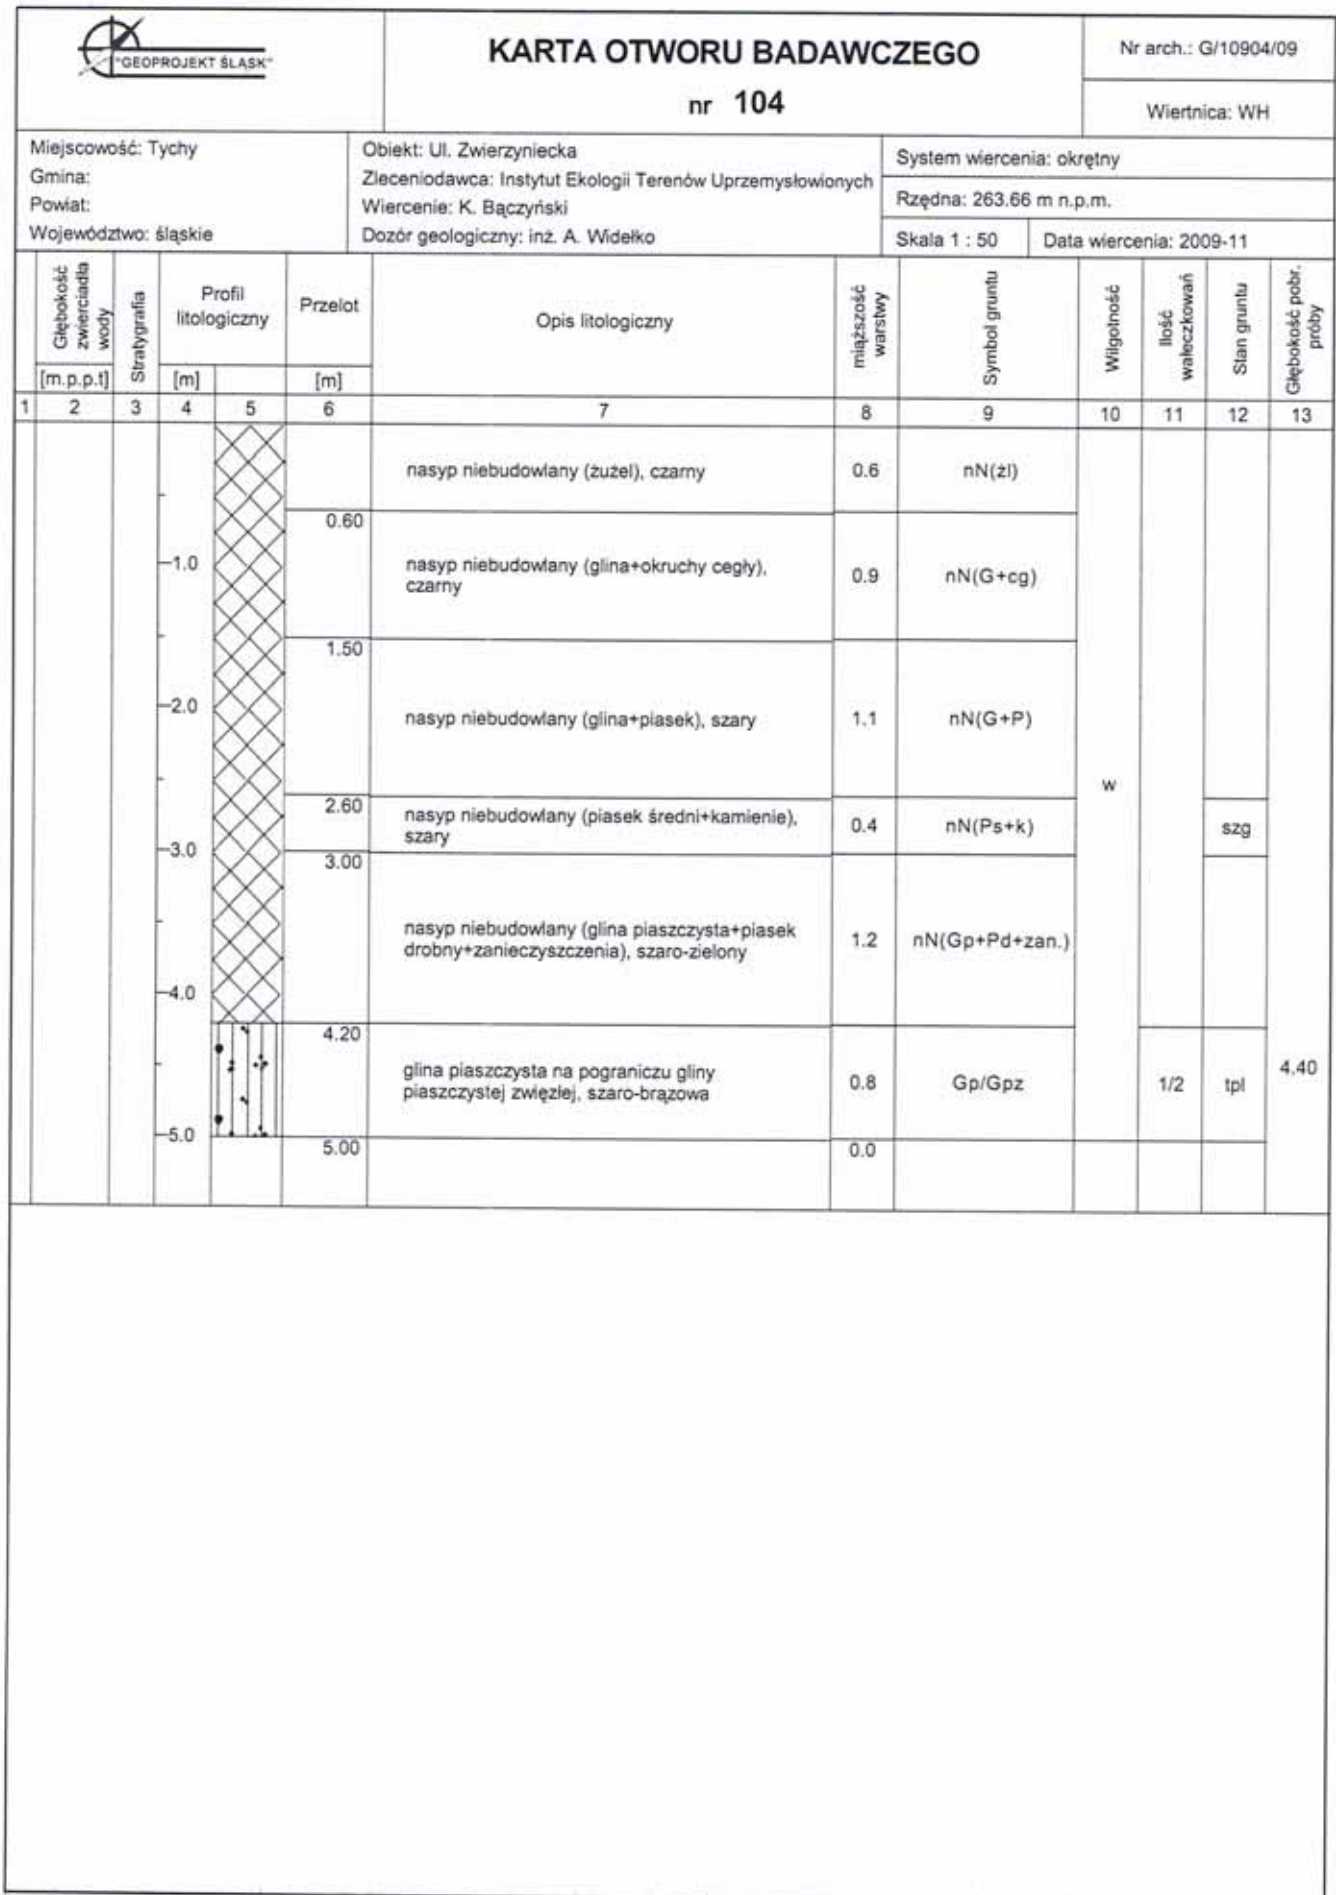 "GEOPROJEKT ŚLĄSK"
KARTA OTWORU BADAWCZEGO
nr 104
Nr arch.: G/10904/09
Wiertnica: WH
Miejscowość: Tychy
Gmina:
Powiat:
Województwo: śląskie
Obiekt: Ul. Zwierzyniecka
Zleceniodawca: Instytut Ekologii Terenów Uprzemysłowionych
Wiercenie: K. Bączyński
Dozór geologiczny: inż. A. Widełko
System wiercenia: okrętny
Rzędna: 263.66 m n.p.m.
Skala 1 : 50
Data wiercenia: 2009-11
Głębokość
zwierciadła
wody
[m.p.p.t]
Stratygrafia
Profil
litologiczny
[m]
Przelot
[m]
Opis litologiczny
miąższość
warstwy
Symbol gruntu
Wilgotność
Ilość
wałeczkowań
Stan gruntu
Głębokość pobr.
próby
1 2 3 4 5 6 7 8 9 10 11 12 13
nasyp niebudowlany (żużel), czarny 0.6 nN(żl)
0.60
1.0
nasyp niebudowlany (glina+okruchy cegły),
czarny
0.9 nN(G+cg)
1.50
2.0
nasyp niebudowlany (glina+piasek), szary 1.1 nN(G+P)
w
2.60
nasyp niebudowlany (piasek średni+kamienie),
szary
0.4 nN(Ps+k) szg
3.0
3.00
nasyp niebudowlany (glina piaszczysta+piasek
drobny+zanieczyszczenia), szaro-zielony
1.2 nN(Gp+Pd+zan.)
4.0
4.20
glina piaszczysta na pograniczu gliny
piaszczystej zwięzłej, szaro-brązowa
0.8 Gp/Gpz 1/2 tpl 4.40
5.0
5.00 0.0